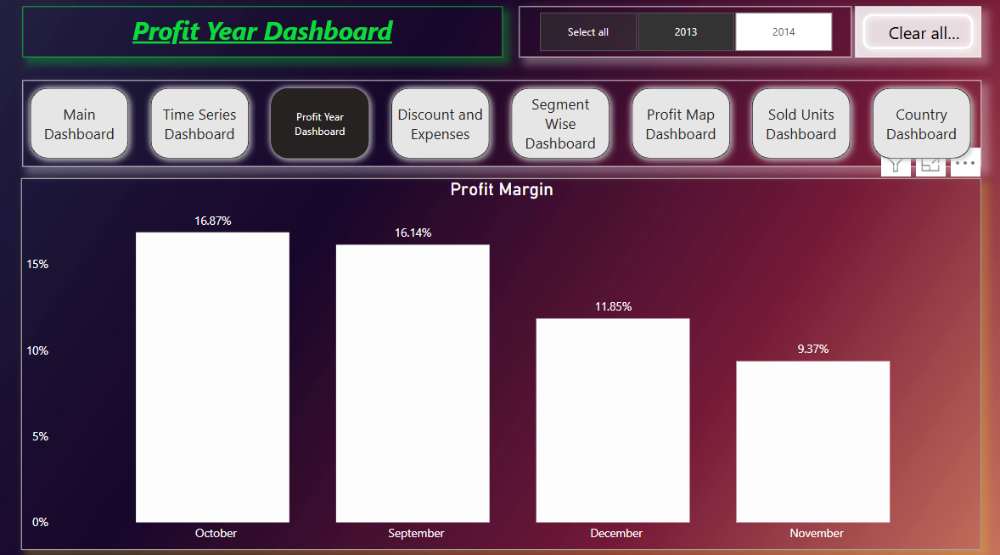 Profit Year Dashboard
Select all
2013
2014
Clear all...
Main
Dashboard
Time Series
Dashboard
Profit Year
Dashboard
Discount and
Expenses
Segment
Wise
Dashboard
Profit Map
Dashboard
Sold Units
Dashboard
Country
Dashboard
Profit Margin
16.87%
16.14%
11.85%
9.37%
15%
10%
5%
0%
October
September
December
November